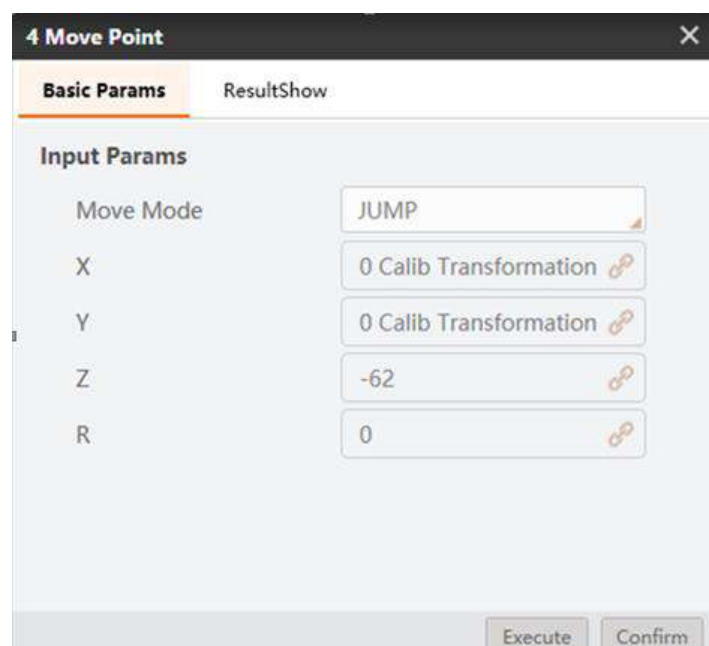 4 Move Point
Basic Params ResultShow
Input Params
Move Mode JUMP
X 0 Calib Transformation
Y 0 Calib Transformation
Z -62
R 0
Execute Confirm